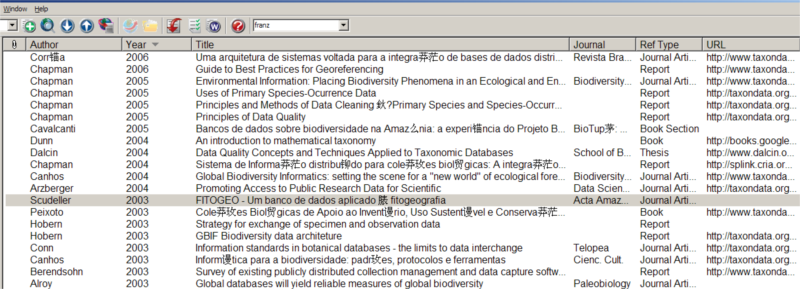 Window Help
franz
Author Year Title Journal Ref Type URL
Corr锚a 2006 Uma arquitetura de sistemas voltada para a integra莽茫o de bases de dados distri... Revista Bra... Journal Arti... http://www.taxonda...
Chapman 2006 Guide to Best Practices for Georeferencing Report http://www.taxonda...
Chapman 2005 Environmental Information: Placing Biodiversity Phenomena in an Ecological and En... Biodiversity... Journal Arti... http://www.taxonda...
Chapman 2005 Uses of Primary Species-Ocurrence Data Report http://taxondata.org...
Chapman 2005 Principles and Methods of Data Cleaning 鈥?Primary Species and Species-Occurr... Report http://taxondata.org...
Chapman 2005 Principles of Data Quality Report http://taxondata.org...
Cavalcanti 2005 Bancos de dados sobre biodiversidade na Amaz么nia: a experi锚ncia do Projeto B... BioTup茅: ... Book Section
Dunn 2004 An introduction to mathematical taxonomy Book http://books.google...
Dalcin 2004 Data Quality Concepts and Techniques Applied to Taxonomic Databases School of B... Thesis http://www.dalcin.o...
Chapman 2004 Sistema de Informa莽茫o distribu铆do para cole莽玫es biol贸gicas: A integra莽茫o... Report http://splink.cria.or...
Canhos 2004 Global Biodiversity Informatics: setting the scene for a "new world" of ecological fore... Biodiversity... Journal Arti... http://www.taxonda...
Arzberger 2004 Promoting Access to Public Research Data for Scientific Data Scien... Journal Arti... http://taxondata.org...
Scudeller 2003 FITOGEO - Um banco de dados aplicado 脿 fitogeografia Acta Amaz... Journal Arti...
Peixoto 2003 Cole莽玫es Biol贸gicas de Apoio ao Invent谩rio, Uso Sustent谩vel e Conserva莽茫... Book http://www.taxonda...
Hobern 2003 Strategy for exchange of specimen and observation data Report
Hobern 2003 GBIF Biodiversity data architeture Report http://taxondata.org...
Conn 2003 Information standards in botanical databases - the limits to data interchange Telopea Journal Arti... http://taxondata.org...
Canhos 2003 Inform谩tica para a biodiversidade: padr玫es, protocolos e ferramentas Cienc. Cult. Journal Arti... http://taxondata.org...
Berendsohn 2003 Survey of existing publicly distributed collection management and data capture softw... Report http://www.taxonda...
Alroy 2003 Global databases will yield reliable measures of global biodiversity Paleobiology Journal Arti...